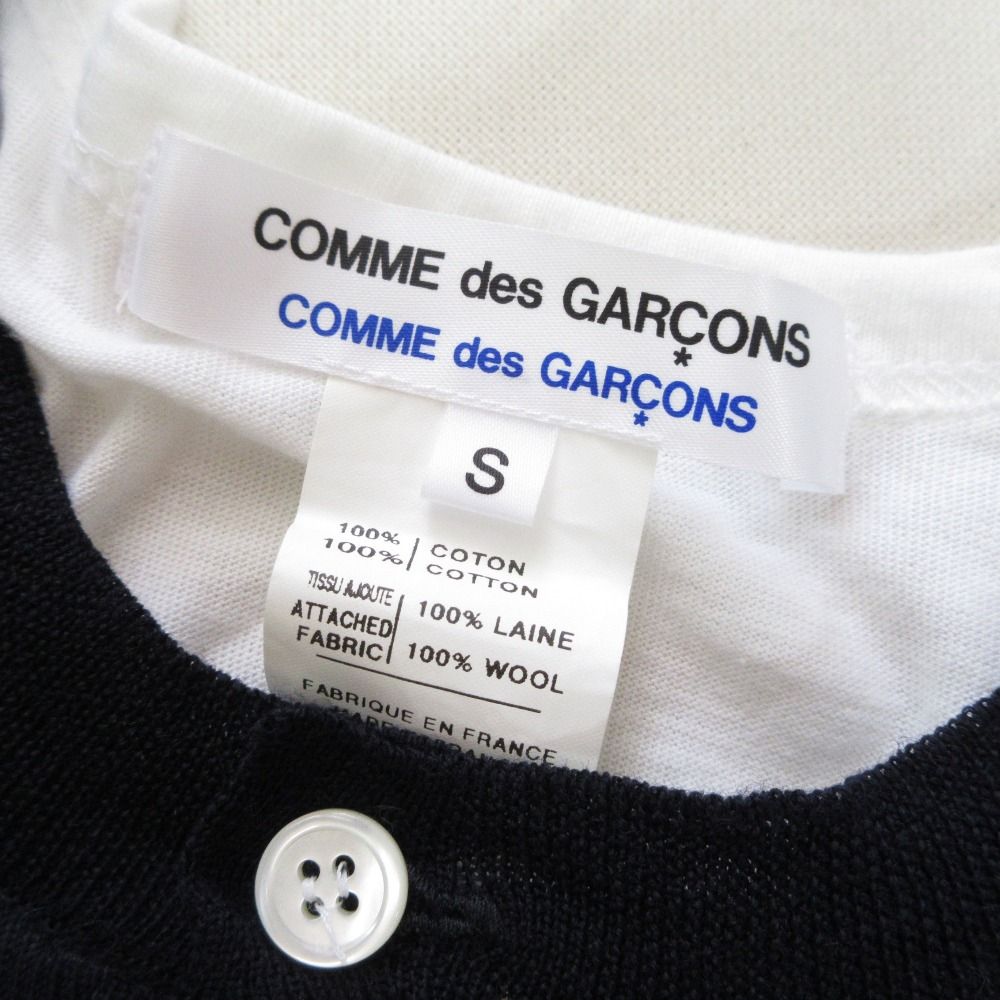 COMME des GARÇONS
*
COMME des GARÇONS
*
S
100% | COTON
100% | COTTON
TISSU AJOUTE | 100% LAINE
ATTACHED
FABRIC | 100% WOOL
FABRIQUE EN FRANCE
MADE